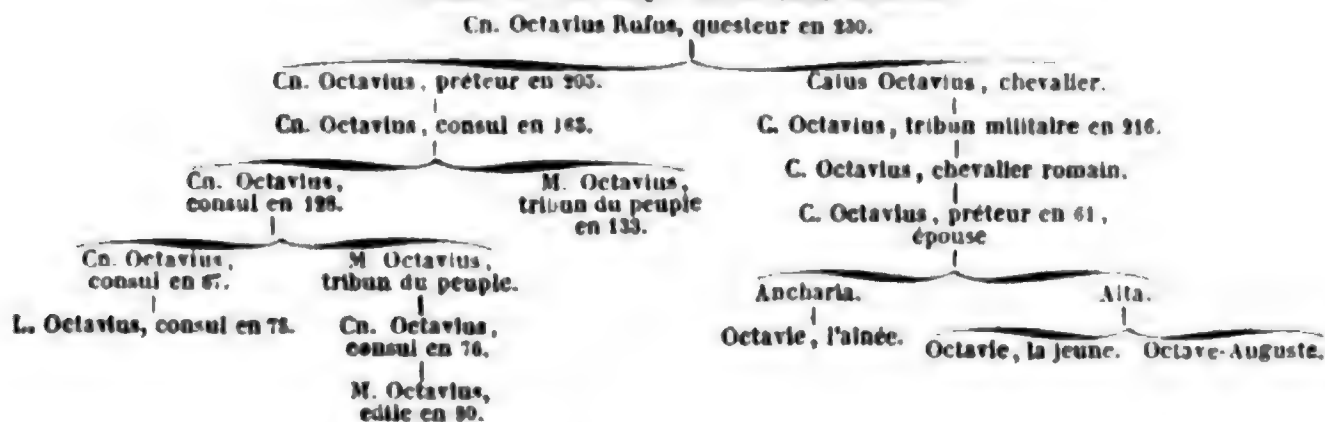 Cn. Octavius Rufus, questeur en 230.
Cn. Octavius, préteur en 205.
Caius Octavius, chevalier.
Cn. Octavius, consul en 165.
C. Octavius, tribun militaire en 216.
Cn. Octavius,
consul en 128.
M. Octavius,
tribun du peuple
en 133.
C. Octavius, chevalier romain.
C. Octavius, préteur en 61,
épouse
Cn. Octavius,
consul en 87.
M Octavius,
tribun du peuple.
Ancharia.
Atta.
L. Octavius, consul en 75.
Cn. Octavius,
consul en 76.
Octavie, l'aînée.
Octavie, la jeune.
Octave-Auguste.
M. Octavius,
edile en 50.